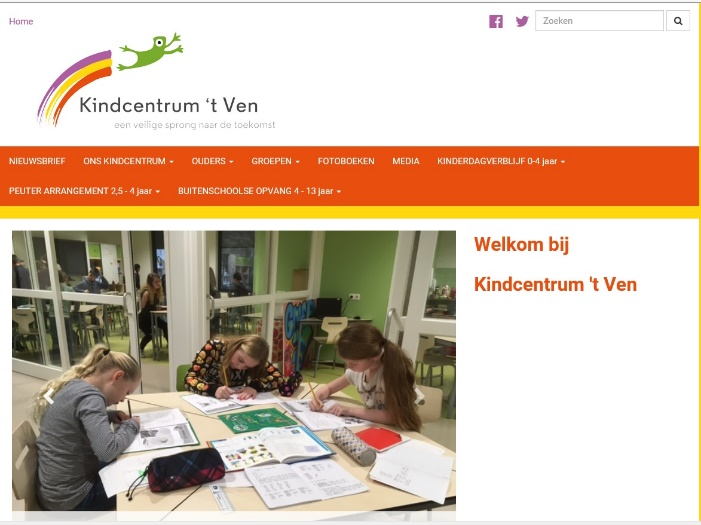 Home
Zoeken
Kindcentrum ‘t Ven
een veilige sprong naar de toekomst
NIEUWSBRIEF ONS KINDCENTRUM OUDERS GROEPEN FOTOBOEKEN MEDIA KINDERDAGVERBLIJF 0-4 jaar
PEUTER ARRANGEMENT 2,5 - 4 jaar BUITENSCHOOLSE OPVANG 4 - 13 jaar
Welkom bij
Kindcentrum 't Ven